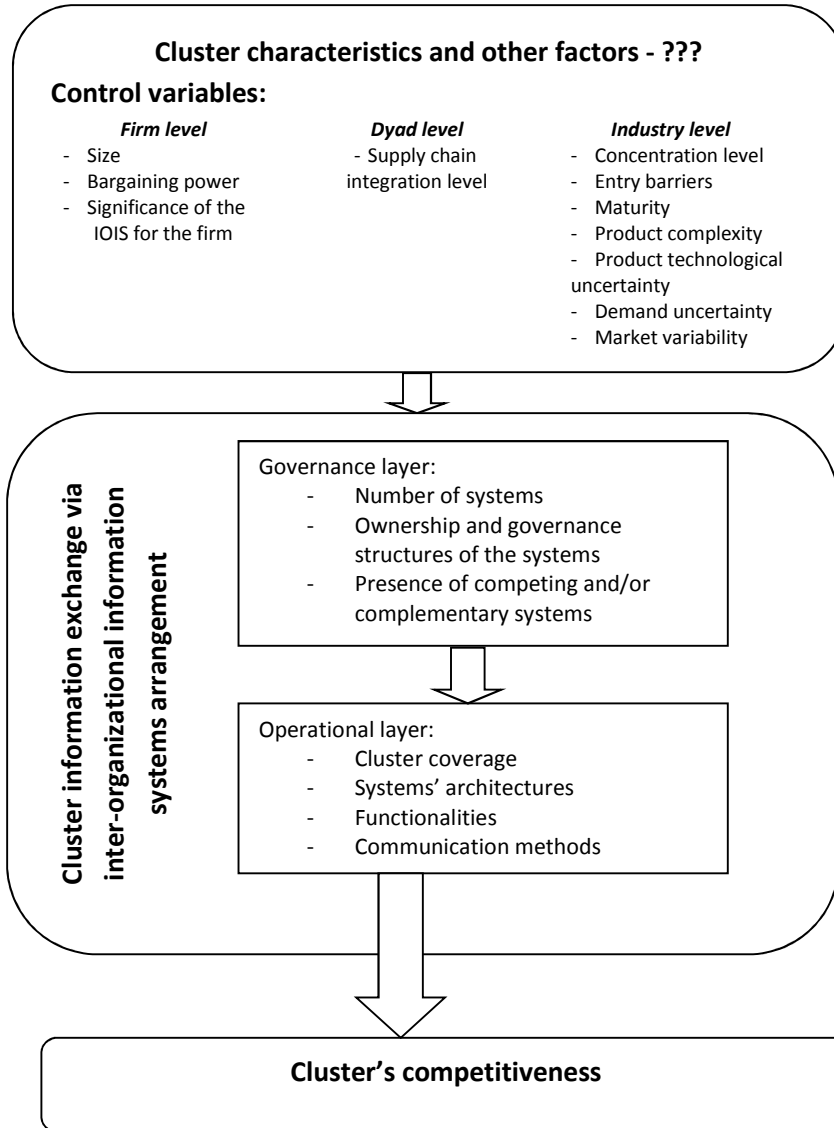 Cluster characteristics and other factors - ???
Control variables:
Firm level
- Size
- Bargaining power
- Significance of the
IOIS for the firm
Dyad level
- Supply chain
integration level
Industry level
- Concentration level
- Entry barriers
- Maturity
- Product complexity
- Product technological
uncertainty
- Demand uncertainty
- Market variability
Cluster information exchange via
inter-organizational information
systems arrangement
Governance layer:
- Number of systems
- Ownership and governance
structures of the systems
- Presence of competing and/or
complementary systems
Operational layer:
- Cluster coverage
- Systems’ architectures
- Functionalities
- Communication methods
Cluster’s competitiveness